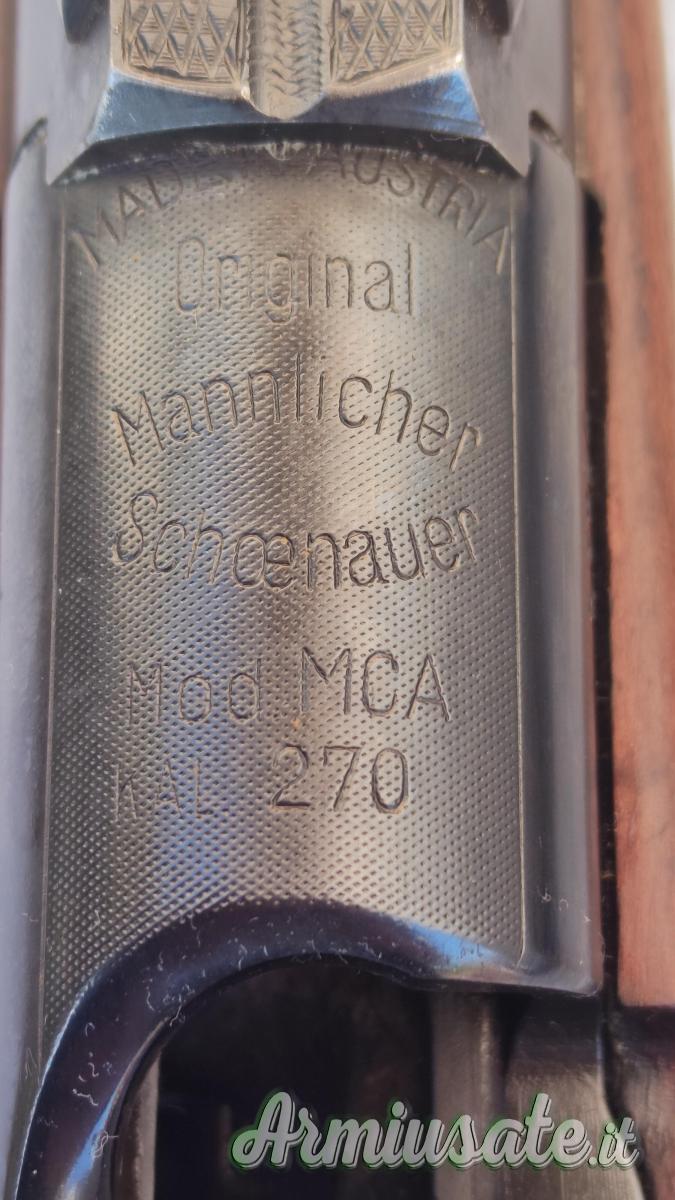 MADE IN AUSTRIA
Original
Mannlicher
Schœnauer
Mod. MCA
KAL 270
Armiusate.it